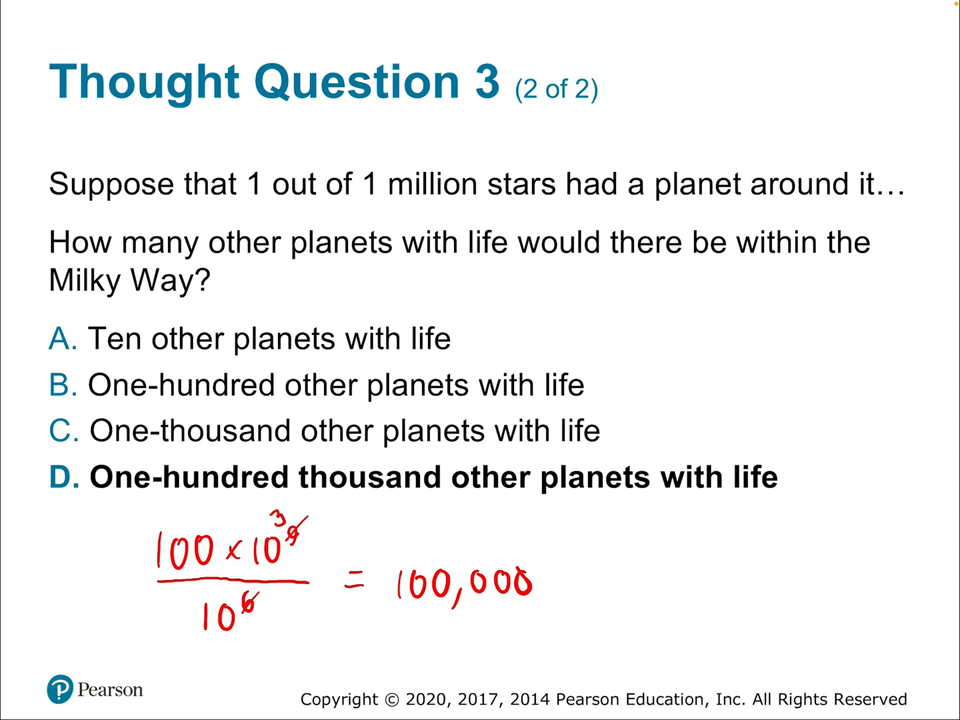 Thought Question 3 (2 of 2)
Suppose that 1 out of 1 million stars had a planet around it…
How many other planets with life would there be within the
Milky Way?
A. Ten other planets with life
B. One-hundred other planets with life
C. One-thousand other planets with life
D. One-hundred thousand other planets with life
3
100 × 10⁹
10⁶
= 100,000
Pearson
Copyright © 2020, 2017, 2014 Pearson Education, Inc. All Rights Reserved